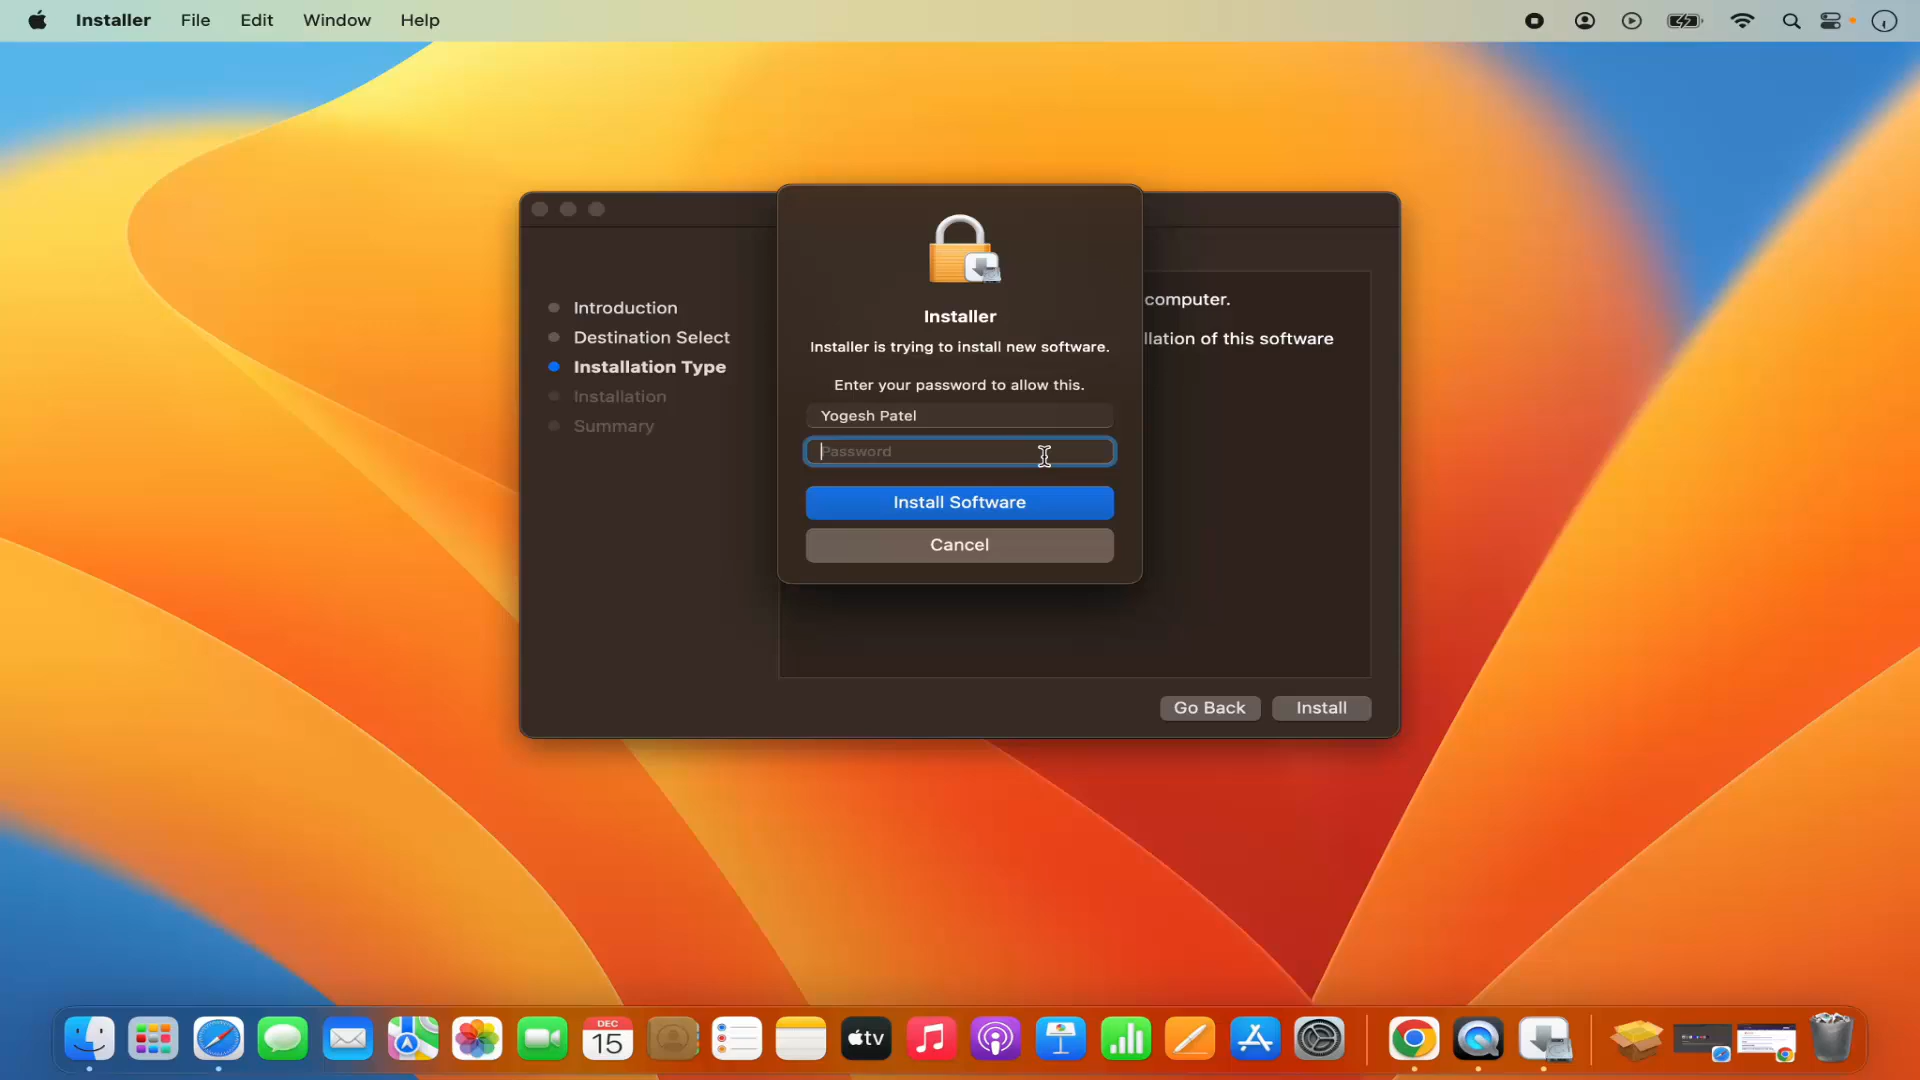 Installer File Edit Window Help
Introduction
Destination Select
Installation Type
Installation
Summary
Installer
Installer is trying to install new software.
Enter your password to allow this.
Yogesh Patel
Password
Install Software
Cancel
computer.
llation of this software
Go Back Install
DEC
15
tv